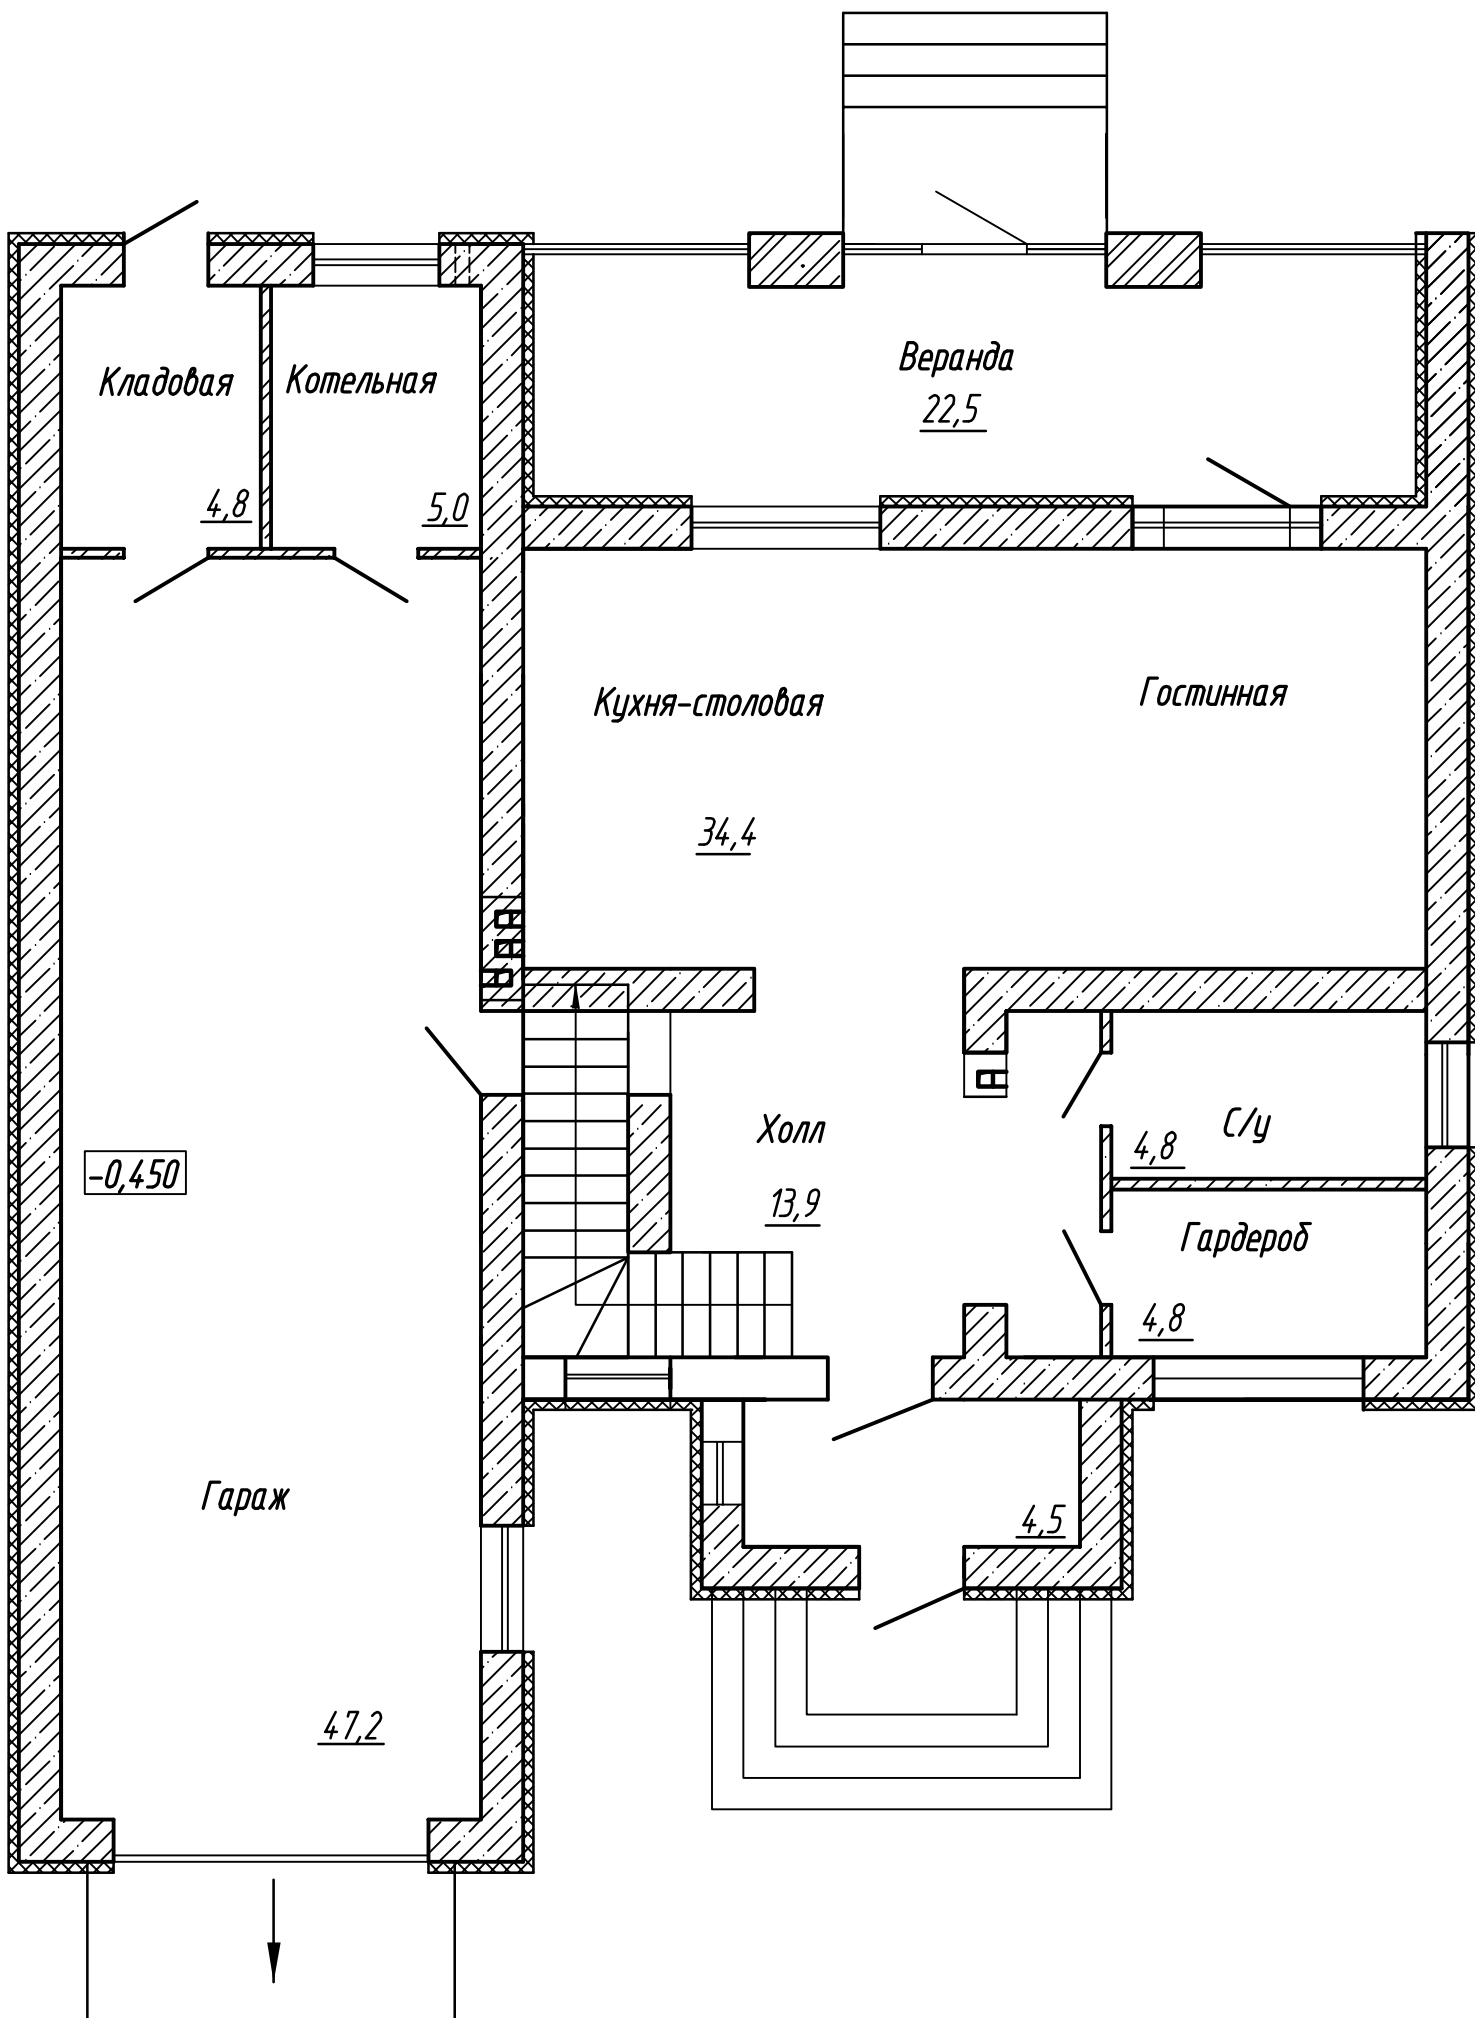 Веранда
22,5
Кладовая
4,8
Котельная
5,0
Кухня-столовая
34,4
Гостинная
Холл
13,9
С/у
4,8
Гардероб
4,8
-0,450
Гараж
47,2
4,5